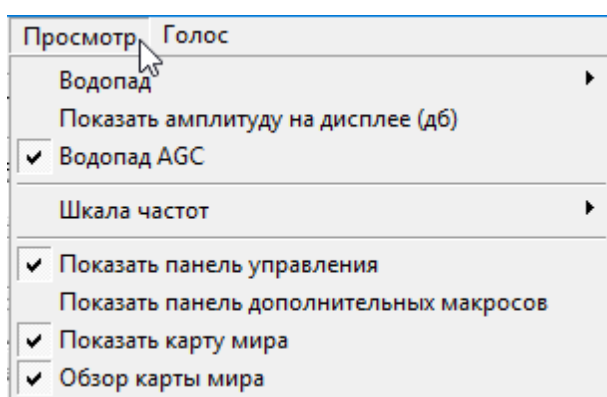 Просмотр Голос
Водопад
Показать амплитуду на дисплее (дб)
Водопад AGC
Шкала частот
Показать панель управления
Показать панель дополнительных макросов
Показать карту мира
Обзор карты мира